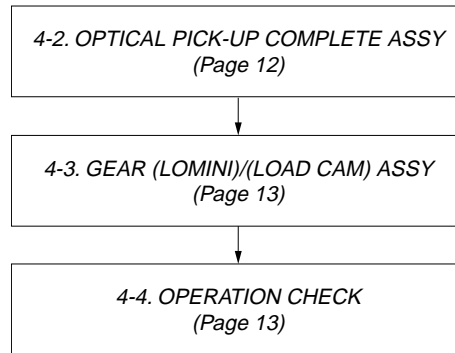 4-2. OPTICAL PICK-UP COMPLETE ASSY
(Page 12)
4-3. GEAR (LOMINI)/(LOAD CAM) ASSY
(Page 13)
4-4. OPERATION CHECK
(Page 13)